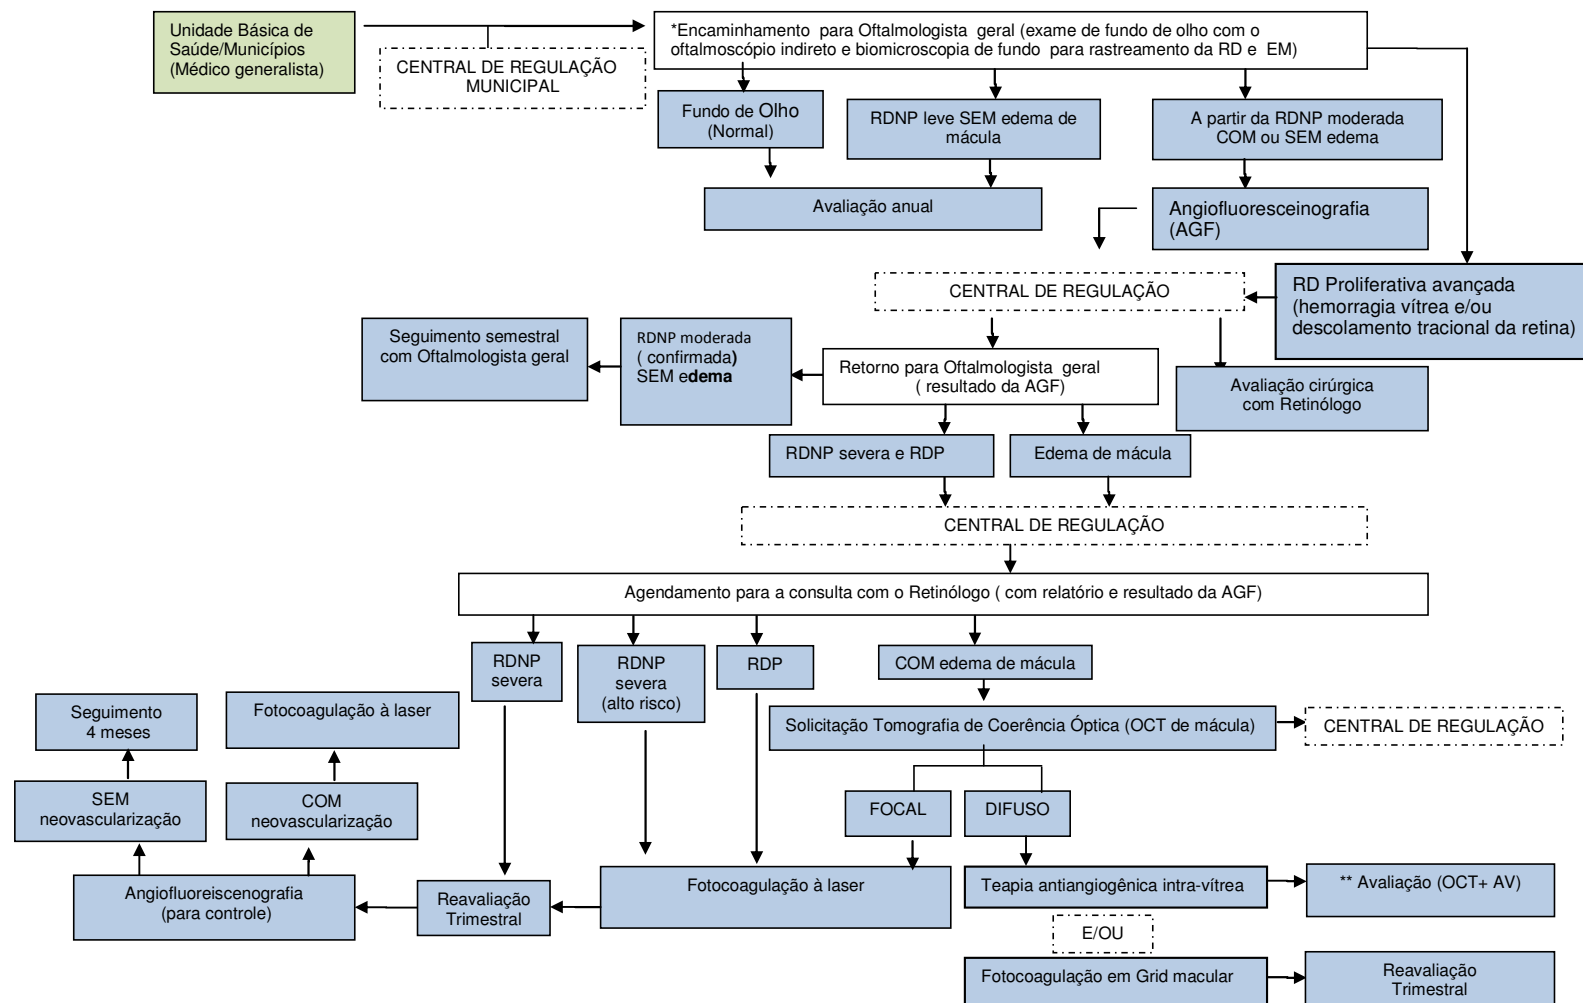 Unidade Básica de
Saúde/Municípios
(Médico generalista)
CENTRAL DE REGULAÇÃO
MUNICIPAL
*Encaminhamento para Oftalmologista geral (exame de fundo de olho com o
oftalmoscópio indireto e biomicroscopia de fundo para rastreamento da RD e EM)
Fundo de Olho
(Normal)
RDNP leve SEM edema de
mácula
A partir da RDNP moderada
COM ou SEM edema
Avaliação anual
Angiofluoresceinografia
(AGF)
CENTRAL DE REGULAÇÃO
RD Proliferativa avançada
(hemorragia vítrea e/ou
descolamento tracional da retina)
Seguimento semestral
com Oftalmologista geral
RDNP moderada
( confirmada)
SEM edema
Retorno para Oftalmologista geral
( resultado da AGF)
Avaliação cirúrgica
com Retinólogo
RDNP severa e RDP
Edema de mácula
CENTRAL DE REGULAÇÃO
Agendamento para a consulta com o Retinólogo ( com relatório e resultado da AGF)
RDNP
severa
RDNP
severa
(alto risco)
RDP
COM edema de mácula
Seguimento
4 meses
Fotocoagulação à laser
Solicitação Tomografia de Coerência Óptica (OCT de mácula)
CENTRAL DE REGULAÇÃO
SEM
neovascularização
COM
neovascularização
FOCAL
DIFUSO
Angiofluoreiscenografia
(para controle)
Reavaliação
Trimestral
Fotocoagulação à laser
Teapia antiangiogênica intra-vítrea
** Avaliação (OCT+ AV)
E/OU
Fotocoagulação em Grid macular
Reavaliação
Trimestral